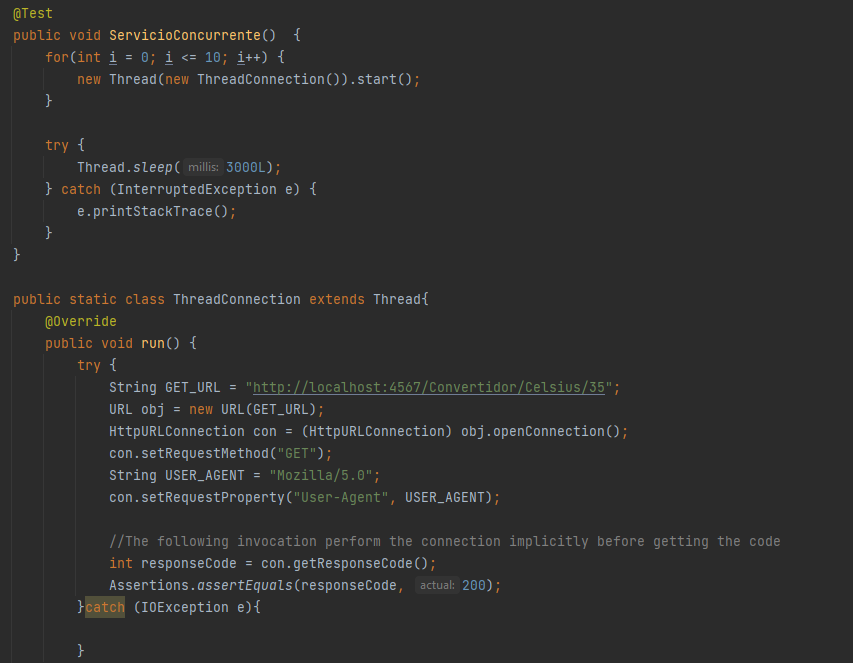 @Test
public void ServicioConcurrente()  {
    for(int i = 0; i <= 10; i++) {
        new Thread(new ThreadConnection()).start();
    }

    try {
        Thread.sleep( millis: 3000L);
    } catch (InterruptedException e) {
        e.printStackTrace();
    }
}

public static class ThreadConnection extends Thread{
    @Override
    public void run() {
        try {
            String GET_URL = "http://localhost:4567/Convertidor/Celsius/35";
            URL obj = new URL(GET_URL);
            HttpURLConnection con = (HttpURLConnection) obj.openConnection();
            con.setRequestMethod("GET");
            String USER_AGENT = "Mozilla/5.0";
            con.setRequestProperty("User-Agent", USER_AGENT);

            //The following invocation perform the connection implicitly before getting the code
            int responseCode = con.getResponseCode();
            Assertions.assertEquals(responseCode, actual: 200);
        }catch (IOException e){

        }